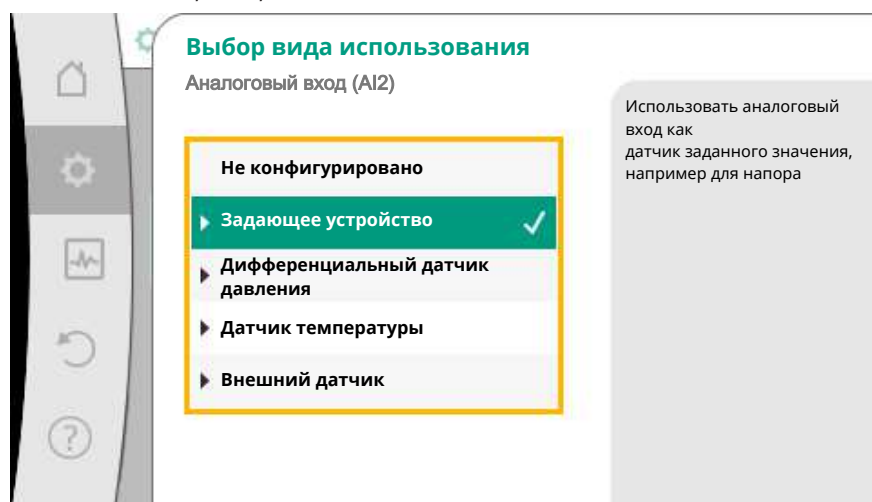 Выбор вида использования
Аналоговый вход (AI2)
Не конфигурировано
Задающее устройство
Дифференциальный датчик
давления
Датчик температуры
Внешний датчик
Использовать аналоговый
вход как
датчик заданного значения,
например для напора